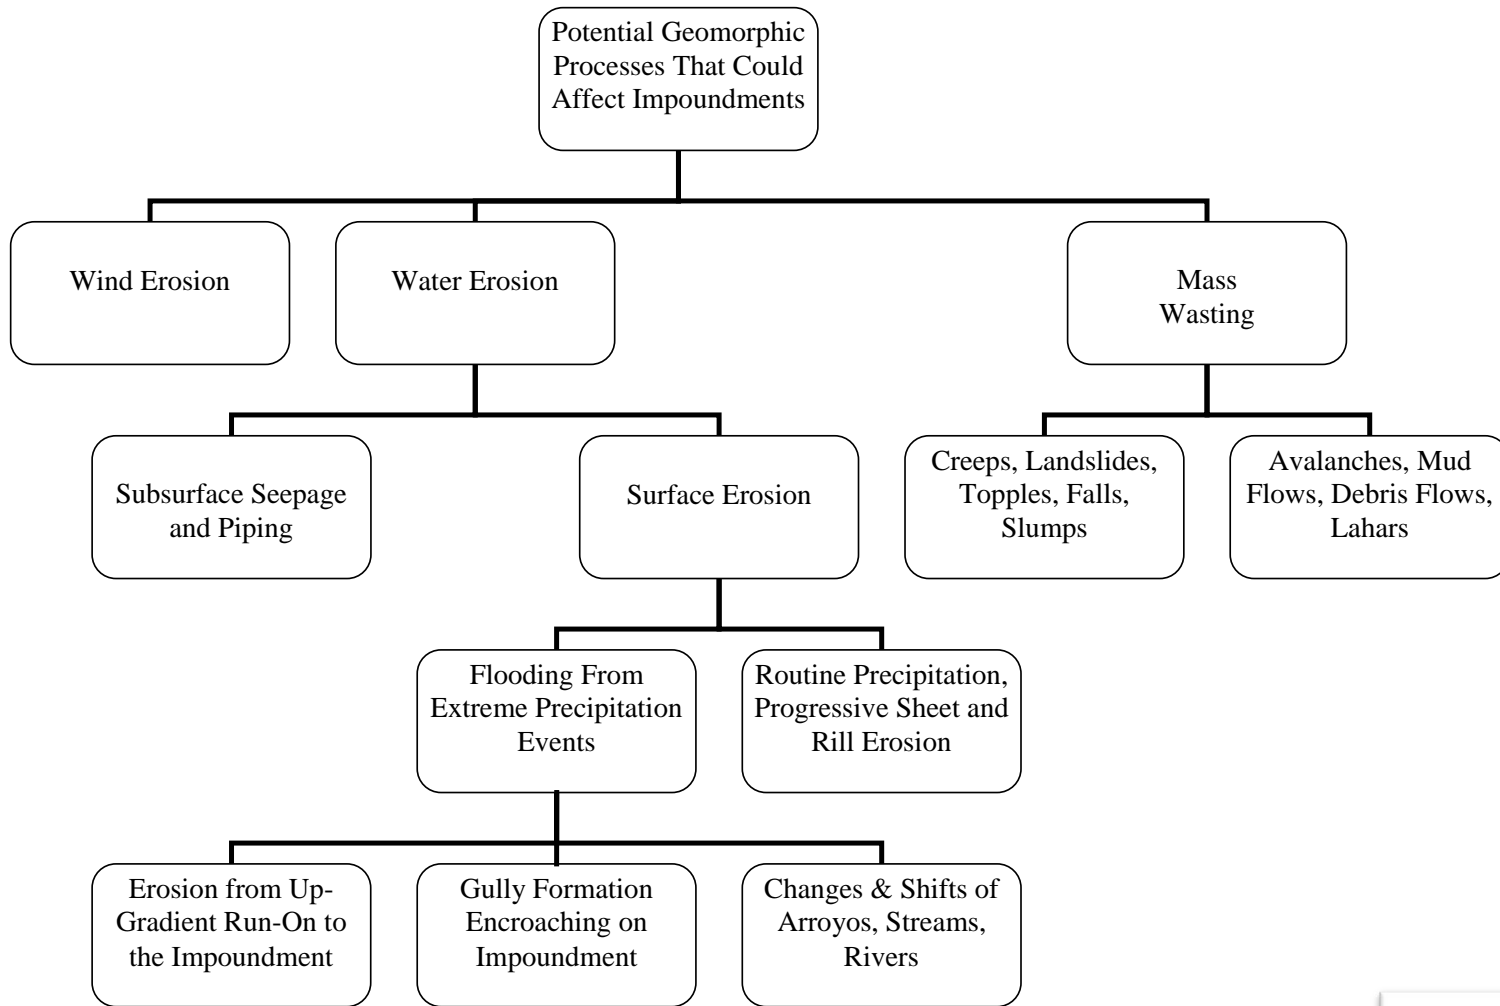 Potential Geomorphic
Processes That Could
Affect Impoundments
Wind Erosion
Water Erosion
Mass
Wasting
Subsurface Seepage
and Piping
Surface Erosion
Creeps, Landslides,
Topples, Falls,
Slumps
Avalanches, Mud
Flows, Debris Flows,
Lahars
Flooding From
Extreme Precipitation
Events
Routine Precipitation,
Progressive Sheet and
Rill Erosion
Erosion from Up-
Gradient Run-On to
the Impoundment
Gully Formation
Encroaching on
Impoundment
Changes & Shifts of
Arroyos, Streams,
Rivers